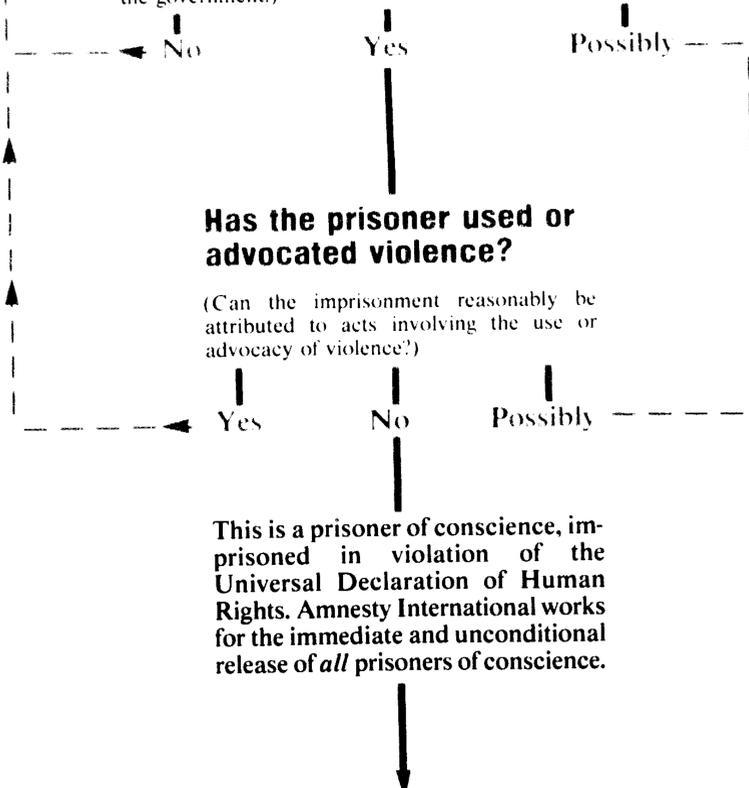 the government?)
No Yes Possibly
Has the prisoner used or
advocated violence?
(Can the imprisonment reasonably be
attributed to acts involving the use or
advocacy of violence?)
Yes No Possibly
This is a prisoner of conscience, im-
prisoned in violation of the
Universal Declaration of Human
Rights. Amnesty International works
for the immediate and unconditional
release of all prisoners of conscience.